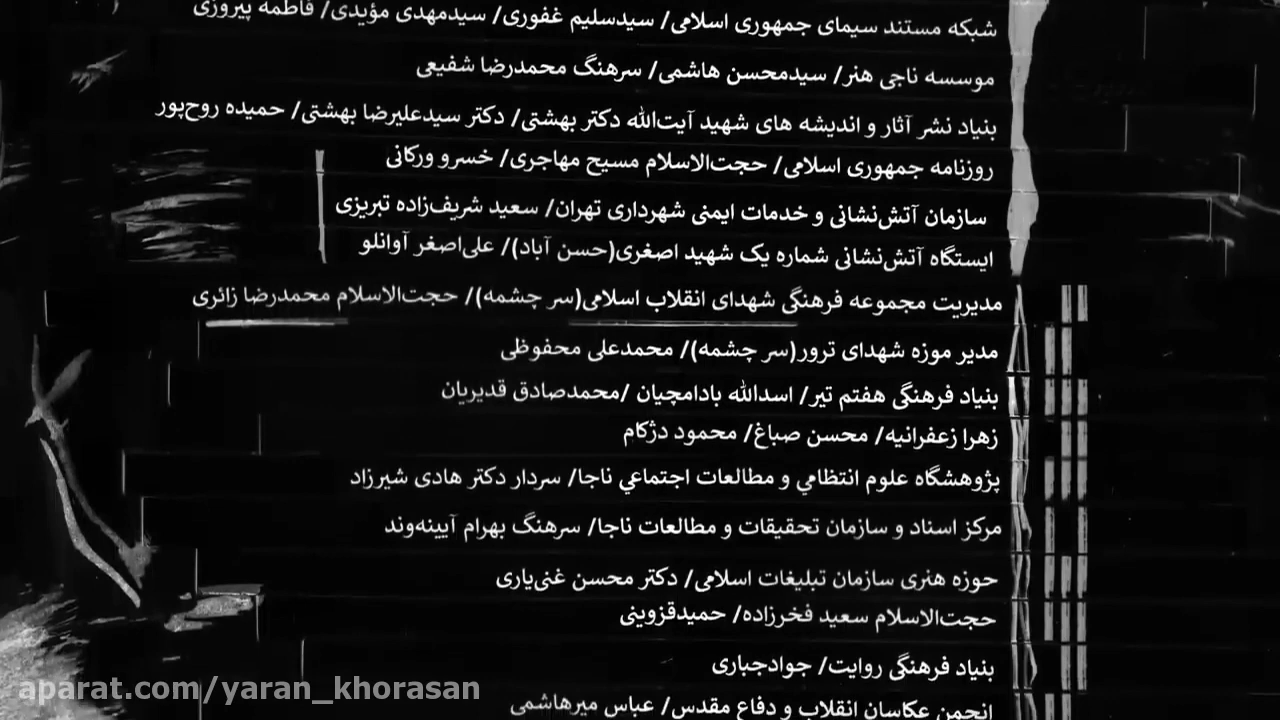 شبکه مستند سیمای جمهوری اسلامی/ سیدسلیم غفوری/ سیدمهدی مؤیدی/ فاطمه پیروزی
موسسه ناجی هنر/ سیدمحسن هاشمی/ سرهنگ محمدرضا شفیعی
بنیاد نشر آثار و اندیشه های شهید آیت‌الله دکتر بهشتی/ دکتر سیدعلیرضا بهشتی/ حمیده روح‌پور
روزنامه جمهوری اسلامی/ حجت‌الاسلام مسیح مهاجری/ خسرو ورکانی
سازمان آتش‌نشانی و خدمات ایمنی شهرداری تهران/ سعید شریف‌زاده تبریزی
ایستگاه آتش‌نشانی شماره یک شهید اصغری(حسن آباد)/ علی‌اصغر آوانلو
مدیریت مجموعه فرهنگی شهدای انقلاب اسلامی(سر چشمه)/ حجت‌الاسلام محمدرضا زائری
مدیر موزه شهدای ترور(سر چشمه)/ محمدعلی محفوظی
بنیاد فرهنگی هفتم تیر/ اسدالله بادامچیان /محمدصادق قدیریان
زهرا زعفرانیه/ محسن صباغ/ محمود دژکام
پژوهشگاه علوم انتظامي و مطالعات اجتماعي ناجا/ سردار دکتر هادی شیرزاد
مرکز اسناد و سازمان تحقیقات و مطالعات ناجا/ سرهنگ بهرام آیینه‌وند
حوزه هنری سازمان تبلیغات اسلامی/ دکتر محسن غنی‌یاری
حجت‌الاسلام سعید فخرزاده/ حمیدقزوینی
بنیاد فرهنگی روایت/ جوادجباری
انجمن عکاسان انقلاب و دفاع مقدس/ عباس میرهاشمی
aparat.com/yaran_khorasan